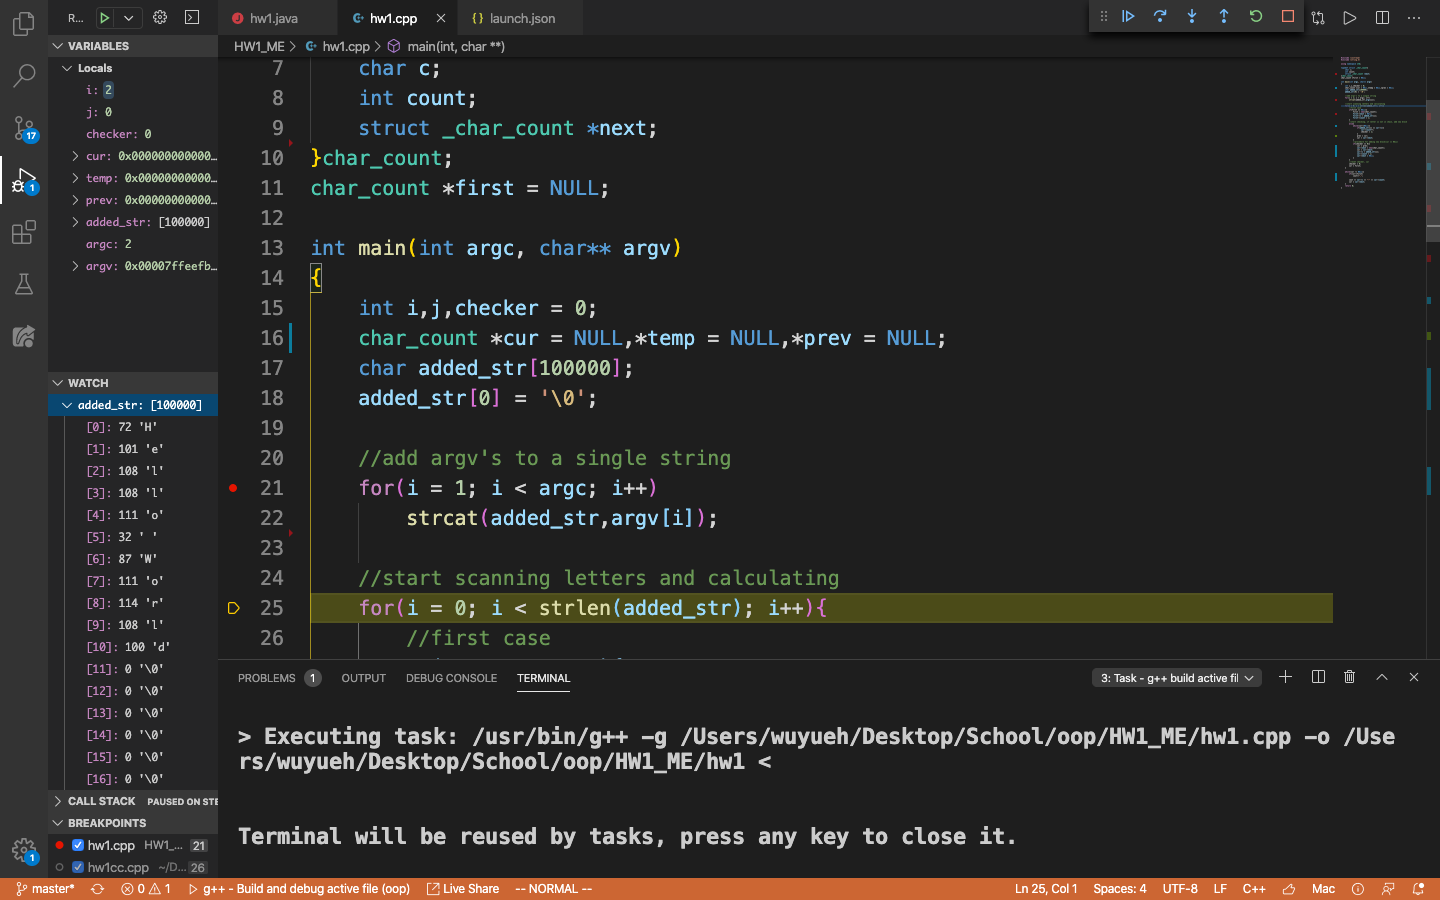 R...
hw1.java
hw1.cpp
launch.json
VARIABLES
Locals
i: 2
j: 0
checker: 0
cur: 0x000000000000...
temp: 0x00000000000...
prev: 0x00000000000...
added_str: [100000]
argc: 2
argv: 0x00007ffeefb...
WATCH
added_str: [100000]
[0]: 72 'H'
[1]: 101 'e'
[2]: 108 'l'
[3]: 108 'l'
[4]: 111 'o'
[5]: 32 ' '
[6]: 87 'W'
[7]: 111 'o'
[8]: 114 'r'
[9]: 108 'l'
[10]: 100 'd'
[11]: 0 '\0'
[12]: 0 '\0'
[13]: 0 '\0'
[14]: 0 '\0'
[15]: 0 '\0'
[16]: 0 '\0'
CALL STACK PAUSED ON STE
BREAKPOINTS
hw1.cpp HW1_... 21
hw1cc.cpp ~/D... 26
17
1
1
HW1_ME > hw1.cpp > main(int, char **)
7 char c;
8 int count;
9 struct _char_count *next;
10 }char_count;
11 char_count *first = NULL;
12
13 int main(int argc, char** argv)
14 {
15 int i,j,checker = 0;
16 char_count *cur = NULL,*temp = NULL,*prev = NULL;
17 char added_str[100000];
18 added_str[0] = '\0';
19
20 //add argv's to a single string
21 for(i = 1; i < argc; i++)
22 strcat(added_str,argv[i]);
23
24 //start scanning letters and calculating
25 for(i = 0; i < strlen(added_str); i++){
26 //first case
PROBLEMS 1 OUTPUT DEBUG CONSOLE TERMINAL
3: Task - g++ build active fil
> Executing task: /usr/bin/g++ -g /Users/wuyueh/Desktop/School/oop/HW1_ME/hw1.cpp -o /Use
rs/wuyueh/Desktop/School/oop/HW1_ME/hw1 <
Terminal will be reused by tasks, press any key to close it.
master* 0 1 g++ - Build and debug active file (oop) Live Share -- NORMAL -- Ln 25, Col 1 Spaces: 4 UTF-8 LF C++ Mac